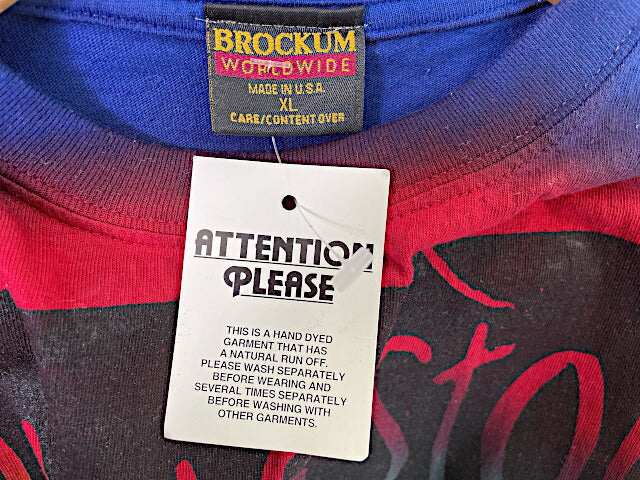 BROCKUM
WORLDWIDE
MADE IN U.S.A.
XL
CARE/CONTENT OVER
ATTENTION
PLEASE
THIS IS A HAND DYED
GARMENT THAT HAS
A NATURAL RUN OFF.
PLEASE WASH SEPARATELY
BEFORE WEARING AND
SEVERAL TIMES SEPARATELY
BEFORE WASHING WITH
OTHER GARMENTS.